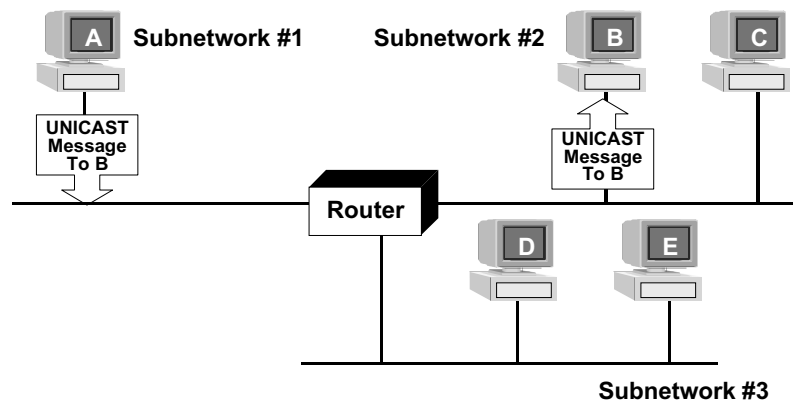 A
Subnetwork #1
Subnetwork #2
B
C
UNICAST
Message
To B
UNICAST
Message
To B
Router
D
E
Subnetwork #3